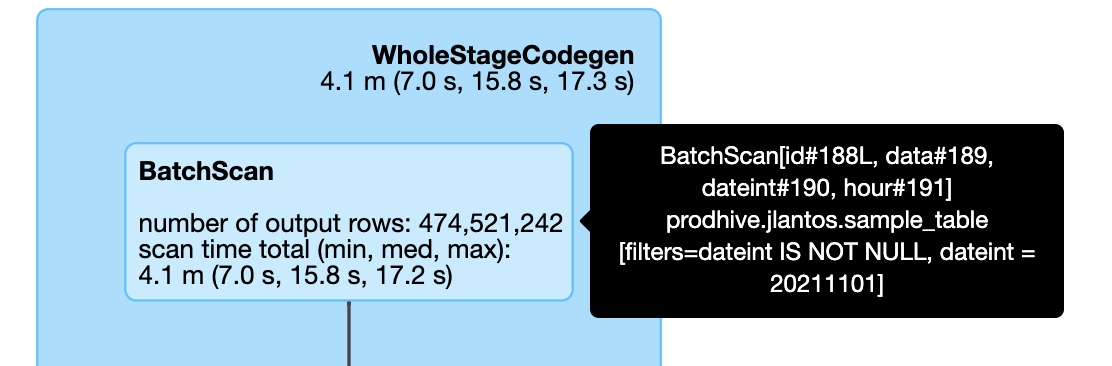 WholeStageCodegen
4.1 m (7.0 s, 15.8 s, 17.3 s)
BatchScan
number of output rows: 474,521,242
scan time total (min, med, max):
4.1 m (7.0 s, 15.8 s, 17.2 s)
BatchScan[id#188L, data#189,
dateint#190, hour#191]
prodhive.jlantos.sample_table
[filters=dateint IS NOT NULL, dateint =
20211101]